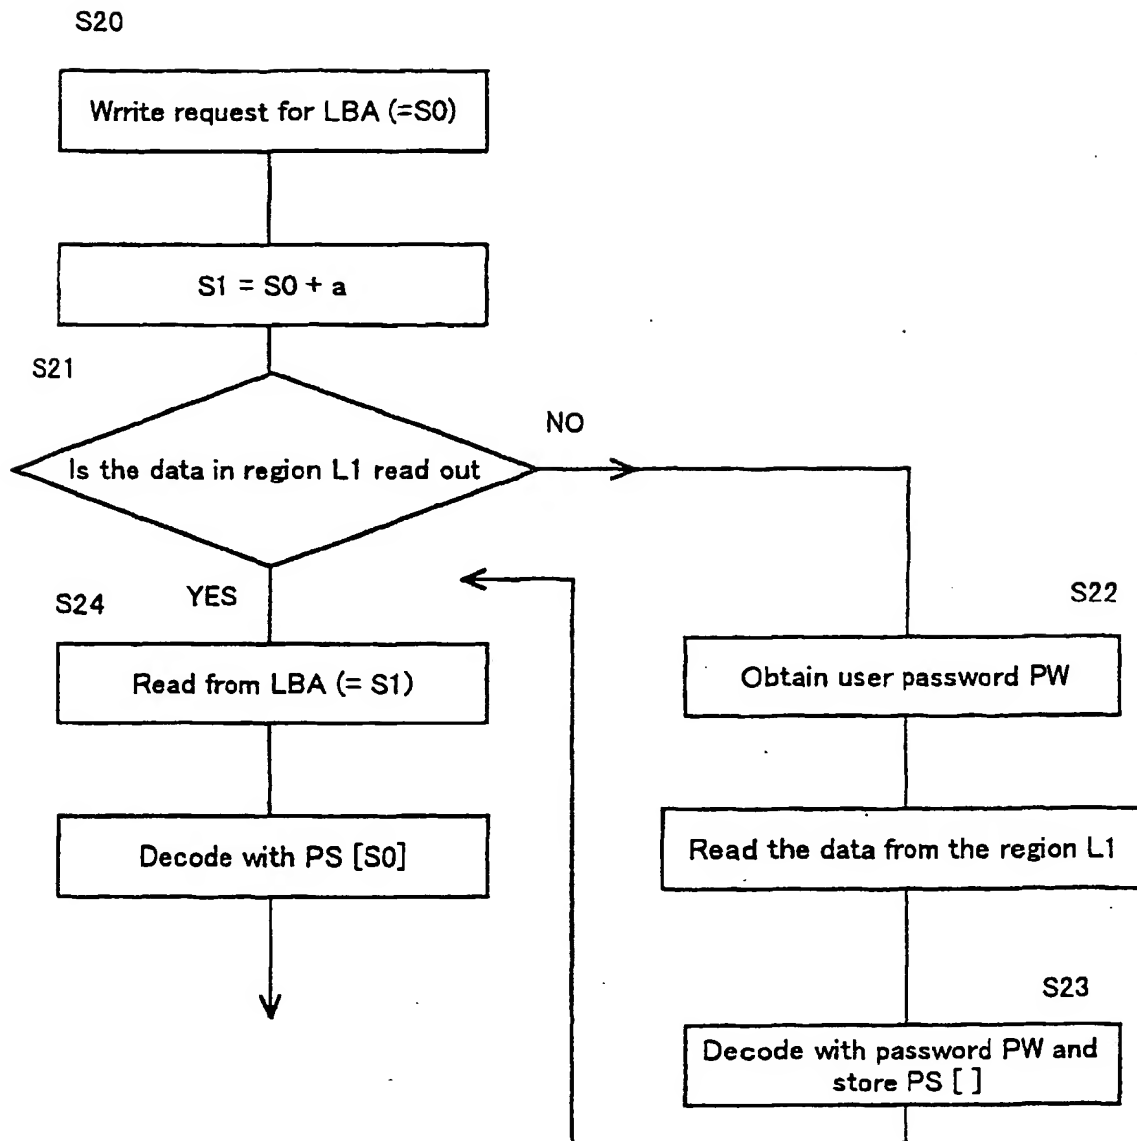 S20
Wrrite request for LBA (=S0)
S1 = S0 + a
S21
Is the data in region L1 read out
NO
YES
S24
Read from LBA (= S1)
Decode with PS [S0]
S22
Obtain user password PW
Read the data from the region L1
S23
Decode with password PW and
store PS [ ]